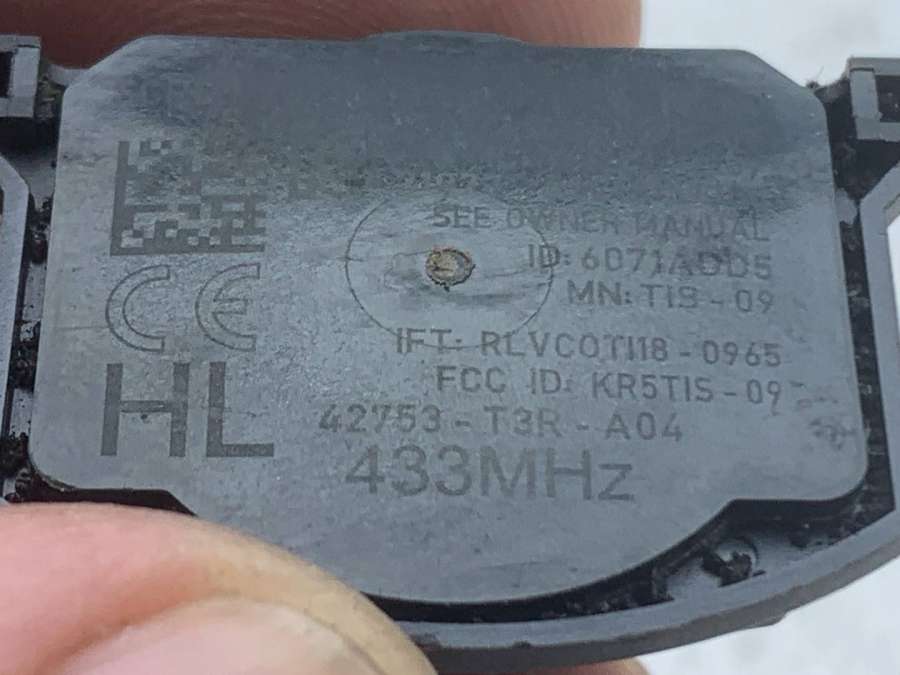 SEE OWNER MANUAL
ID: 6071ADD5
MN: TIS - 09
IFT: RLVCOTI18 - 0965
FCC ID: KR5TIS - 09
42753 - T3R - A04
433MHz
CE
HL